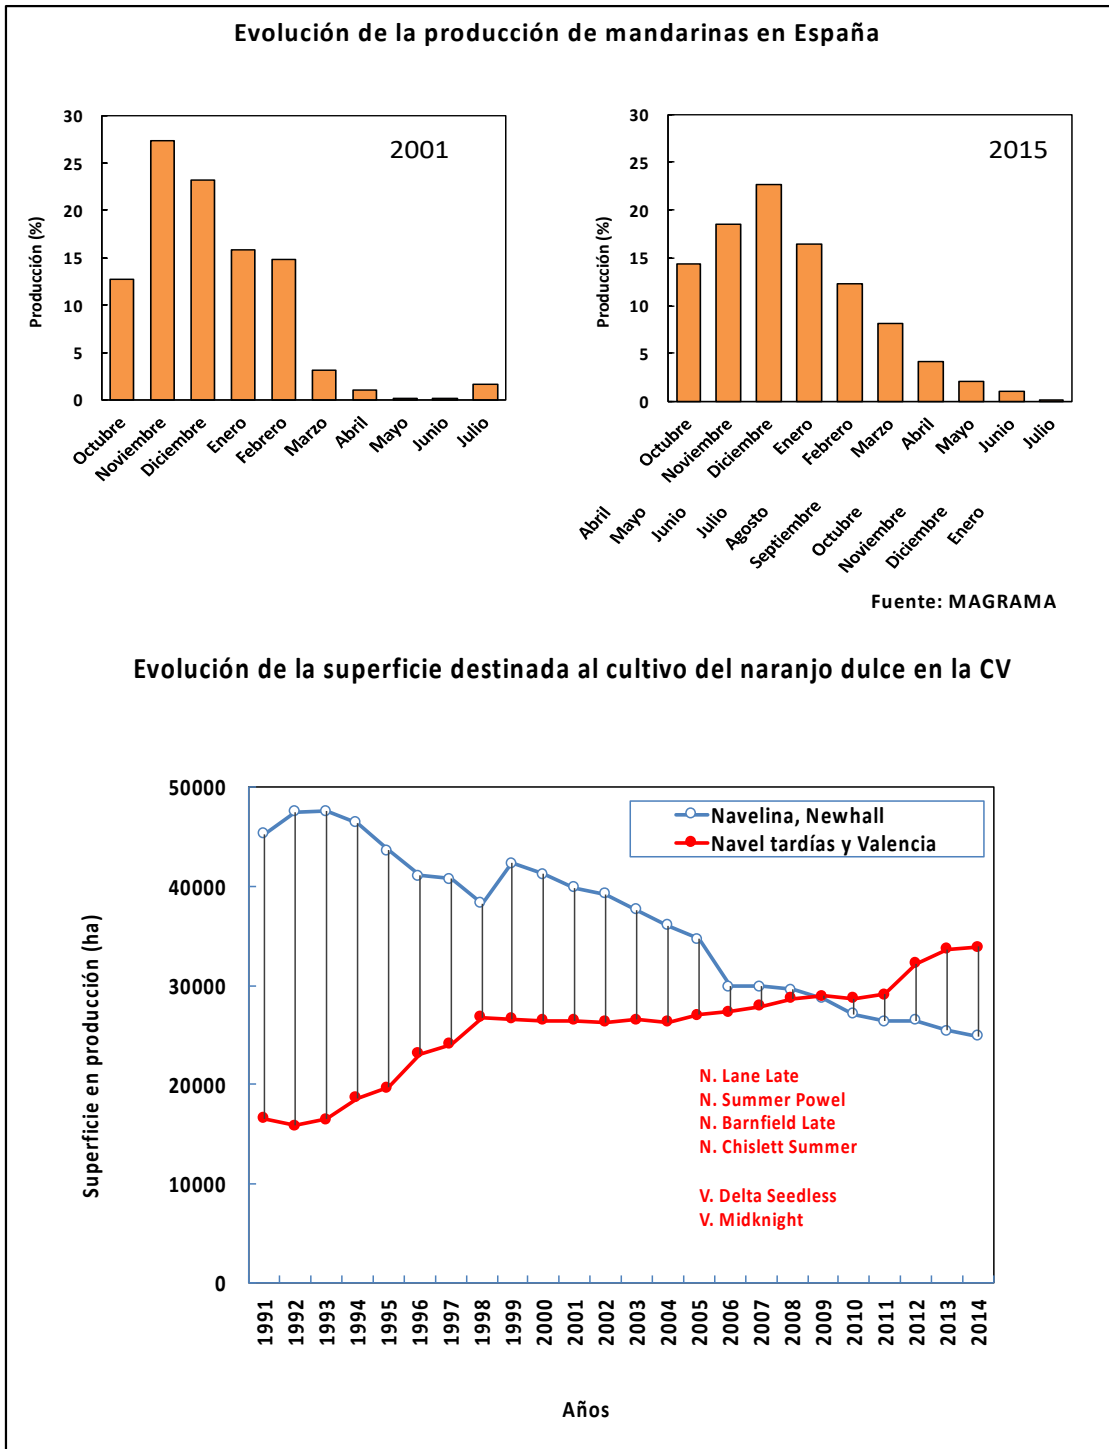 Evolución de la producción de mandarinas en España
30
25
20
15
10
5
0
Producción (%)
2001
Octubre
Noviembre
Diciembre
Enero
Febrero
Marzo
Abril
Mayo
Junio
Julio
30
25
20
15
10
5
0
Producción (%)
2015
Octubre
Noviembre
Diciembre
Enero
Febrero
Marzo
Abril
Mayo
Junio
Julio
Abril
Mayo
Junio
Julio
Agosto
Septiembre
Octubre
Noviembre
Diciembre
Enero
Fuente: MAGRAMA
Evolución de la superficie destinada al cultivo del naranjo dulce en la CV
50000
40000
30000
20000
10000
0
Superficie en producción (ha)
Navelina, Newhall
Navel tardías y Valencia
N. Lane Late
N. Summer Powel
N. Barnfield Late
N. Chislett Summer
V. Delta Seedless
V. Midknight
1991
1992
1993
1994
1995
1996
1997
1998
1999
2000
2001
2002
2003
2004
2005
2006
2007
2008
2009
2010
2011
2012
2013
2014
Años